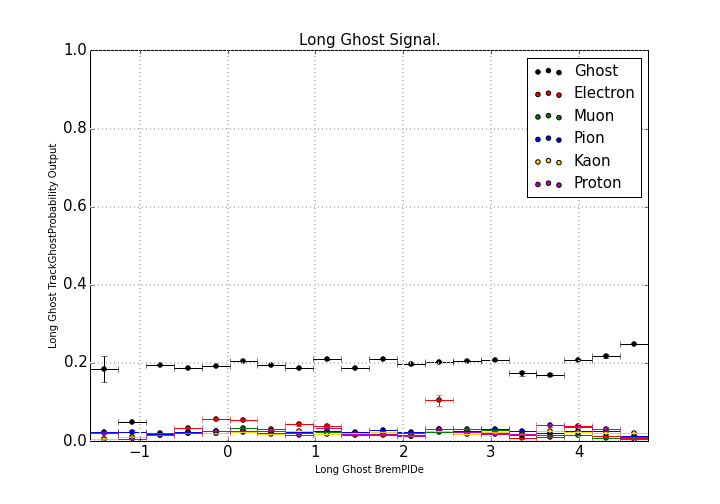 Long Ghost Signal.
1.0
0.8
0.6
0.4
0.2
0.0
Long Ghost TrackGhostProbability Output
Ghost
Electron
Muon
Pion
Kaon
Proton
−1 0 1 2 3 4
Long Ghost BremPIDe